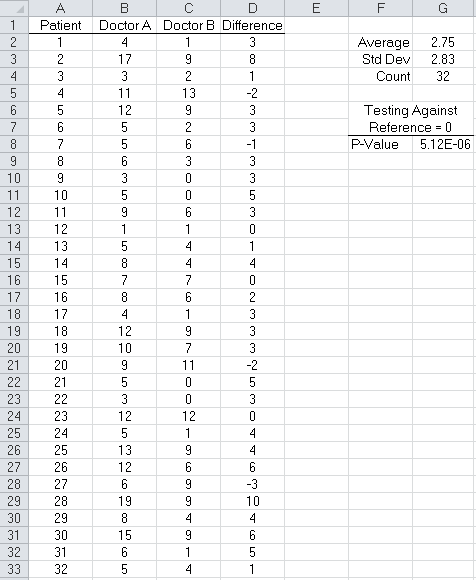 A B C D E F G
1 Patient Doctor A Doctor B Difference
2 1 4 1 3 Average 2.75
3 2 17 9 8 Std Dev 2.83
4 3 3 2 1 Count 32
5 4 11 13 -2
6 5 12 9 3 Testing Against
7 6 5 2 3 Reference = 0
8 7 5 6 -1 P-Value 5.12E-06
9 8 6 3 3
10 9 3 0 3
11 10 5 0 5
12 11 9 6 3
13 12 1 1 0
14 13 5 4 1
15 14 8 4 4
16 15 7 7 0
17 16 8 6 2
18 17 4 1 3
19 18 12 9 3
20 19 10 7 3
21 20 9 11 -2
22 21 5 0 5
23 22 3 0 3
24 23 12 12 0
25 24 5 1 4
26 25 13 9 4
27 26 12 6 6
28 27 6 9 -3
29 28 19 9 10
30 29 8 4 4
31 30 15 9 6
32 31 6 1 5
33 32 5 4 1